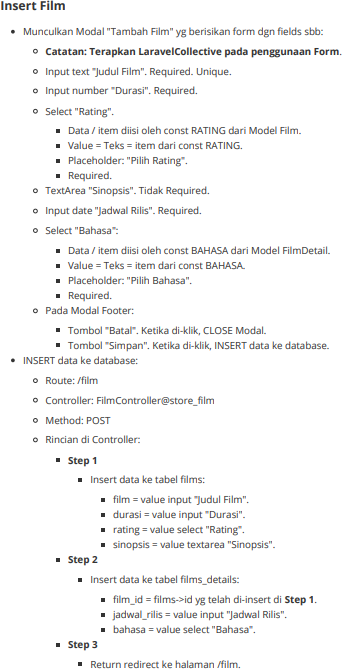 Insert Film
Munculkan Modal "Tambah Film" yg berisikan form dgn fields sbb:
Catatan: Terapkan LaravelCollective pada penggunaan Form.
Input text "Judul Film". Required. Unique.
Input number "Durasi". Required.
Select "Rating".
Data / item diisi oleh const RATING dari Model Film.
Value = Teks = item dari const RATING.
Placeholder: "Pilih Rating".
Required.
TextArea "Sinopsis". Tidak Required.
Input date "Jadwal Rilis". Required.
Select "Bahasa":
Data / item diisi oleh const BAHASA dari Model FilmDetail.
Value = Teks = item dari const BAHASA.
Placeholder: "Pilih Bahasa".
Required.
Pada Modal Footer:
Tombol "Batal". Ketika di-klik, CLOSE Modal.
Tombol "Simpan". Ketika di-klik, INSERT data ke database.
INSERT data ke database:
Route: /film
Controller: FilmController@store_film
Method: POST
Rincian di Controller:
Step 1
Insert data ke tabel films:
film = value input "Judul Film".
durasi = value input "Durasi".
rating = value select "Rating".
sinopsis = value textarea "Sinopsis".
Step 2
Insert data ke tabel films_details:
film_id = films->id yg telah di-insert di Step 1.
jadwal_rilis = value input "Jadwal Rilis".
bahasa = value select "Bahasa".
Step 3
Return redirect ke halaman /film.